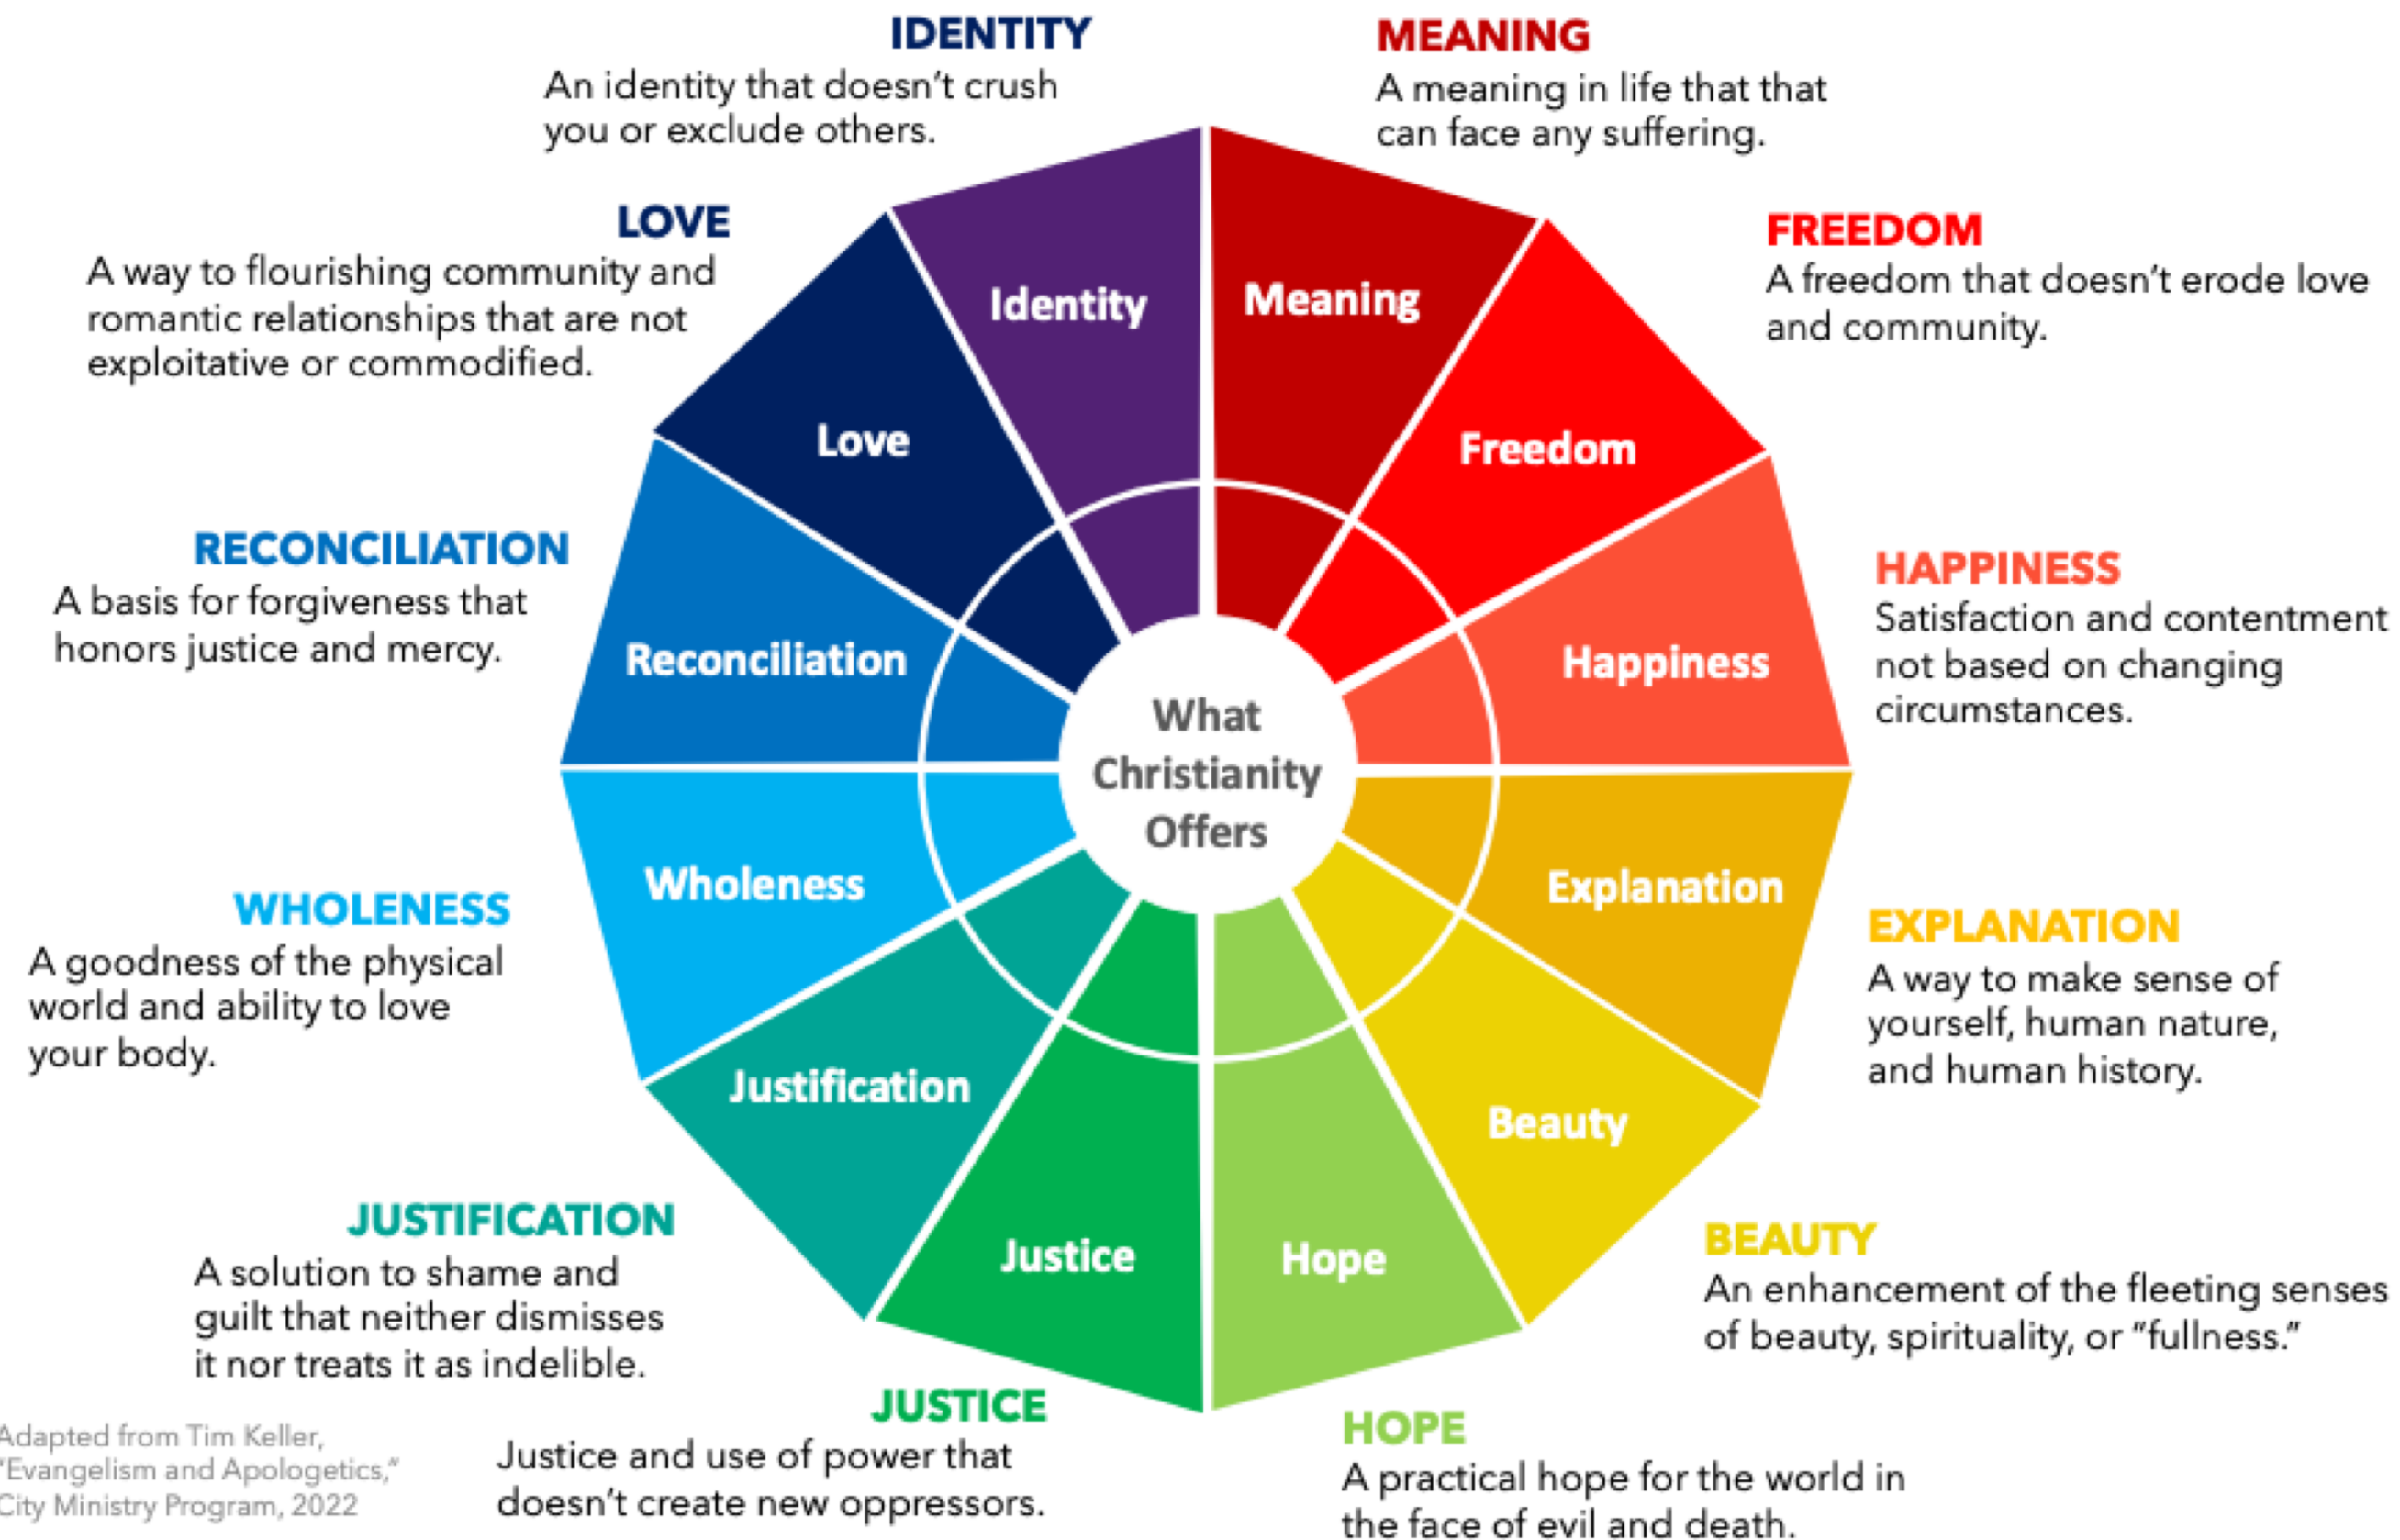 IDENTITY
An identity that doesn't crush
you or exclude others.
MEANING
A meaning in life that that
can face any suffering.
LOVE
A way to flourishing community and
romantic relationships that are not
exploitative or commodified.
FREEDOM
A freedom that doesn't erode love
and community.
RECONCILIATION
A basis for forgiveness that
honors justice and mercy.
HAPPINESS
Satisfaction and contentment
not based on changing
circumstances.
WHOLENESS
A goodness of the physical
world and ability to love
your body.
EXPLANATION
A way to make sense of
yourself, human nature,
and human history.
JUSTIFICATION
A solution to shame and
guilt that neither dismisses
it nor treats it as indelible.
BEAUTY
An enhancement of the fleeting senses
of beauty, spirituality, or "fullness."
JUSTICE
Justice and use of power that
doesn't create new oppressors.
HOPE
A practical hope for the world in
the face of evil and death.
Identity
Meaning
Love
Freedom
Reconciliation
Happiness
What
Christianity
Offers
Wholeness
Explanation
Justification
Beauty
Justice
Hope
Adapted from Tim Keller,
"Evangelism and Apologetics,"
City Ministry Program, 2022